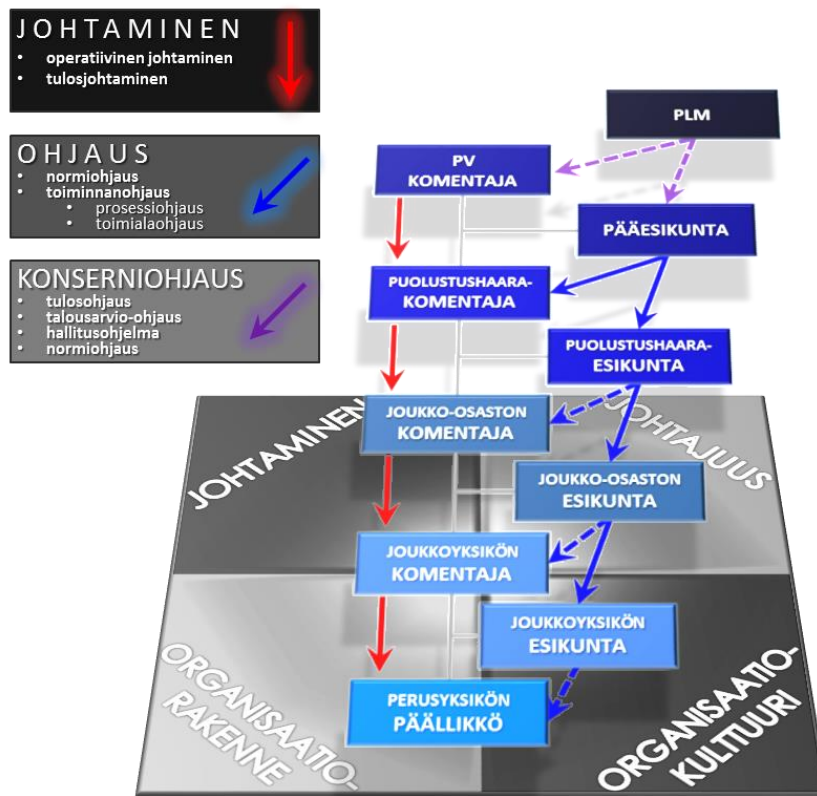 JOHTAMINEN
• operatiivinen johtaminen
• tulosjohtaminen
OHJAUS
• normiohjaus
• toiminnanohjaus
• prosessiohjaus
• toimialaohjaus
KONSERNIOHJAUS
• tulosohjaus
• talousarvio-ohjaus
• hallitusohjelma
• normiohjaus
PLM
PV
KOMENTAJA
PÄÄESIKUNTA
PUOLUSTUSHAARA-
KOMENTAJA
PUOLUSTUSHAARA-
ESIKUNTA
JOUKKO-OSASTON
KOMENTAJA
JOUKKO-OSASTON
ESIKUNTA
JOUKKOYKSIKÖN
KOMENTAJA
JOUKKOYKSIKÖN
ESIKUNTA
PERUSYKSIKÖN
PÄÄLLIKKÖ
JOHTAMINEN
JOHTAJUUS
ORGANISAATIO-
RAKENNE
ORGANISAATIO-
KULTTUURI